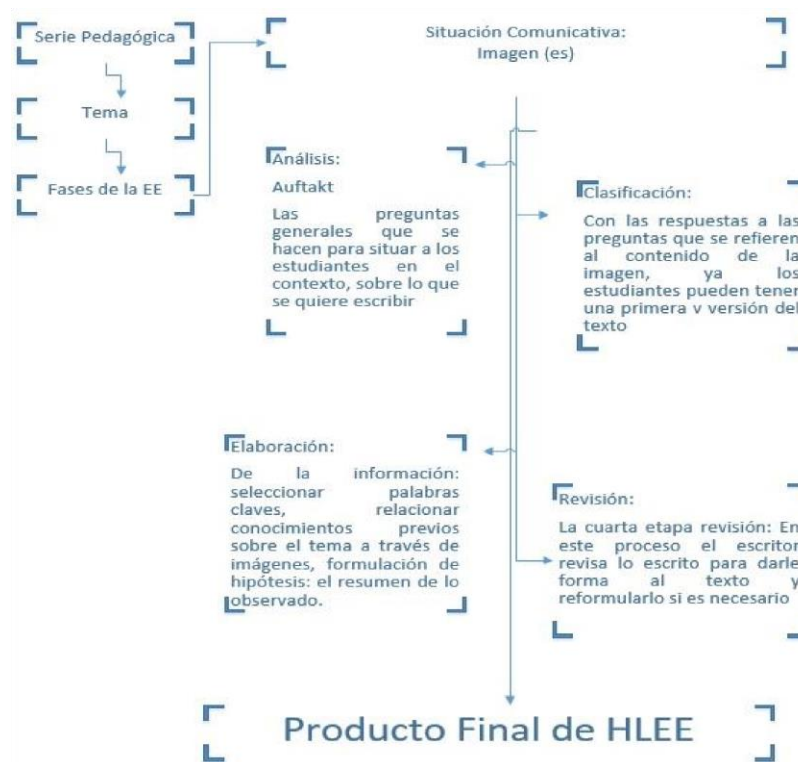 Serie Pedagógica
Tema
Fases de la EE
Situación Comunicativa:
Imagen (es)
Análisis:
Auftakt
Las preguntas
generales que se
hacen para situar a los
estudiantes en el
contexto, sobre lo que
se quiere escribir
Clasificación:
Con las respuestas a las
preguntas que se refieren
al contenido de la
imagen, ya los
estudiantes pueden tener
una primera v versión del
texto
Elaboración:
De la información:
seleccionar palabras
claves, relacionar
conocimientos previos
sobre el tema a través de
imágenes, formulación de
hipótesis: el resumen de lo
observado.
Revisión:
La cuarta etapa revisión: En
este proceso el escritor
revisa lo escrito para darle
forma al texto y
reformularlo si es necesario
Producto Final de HLEE